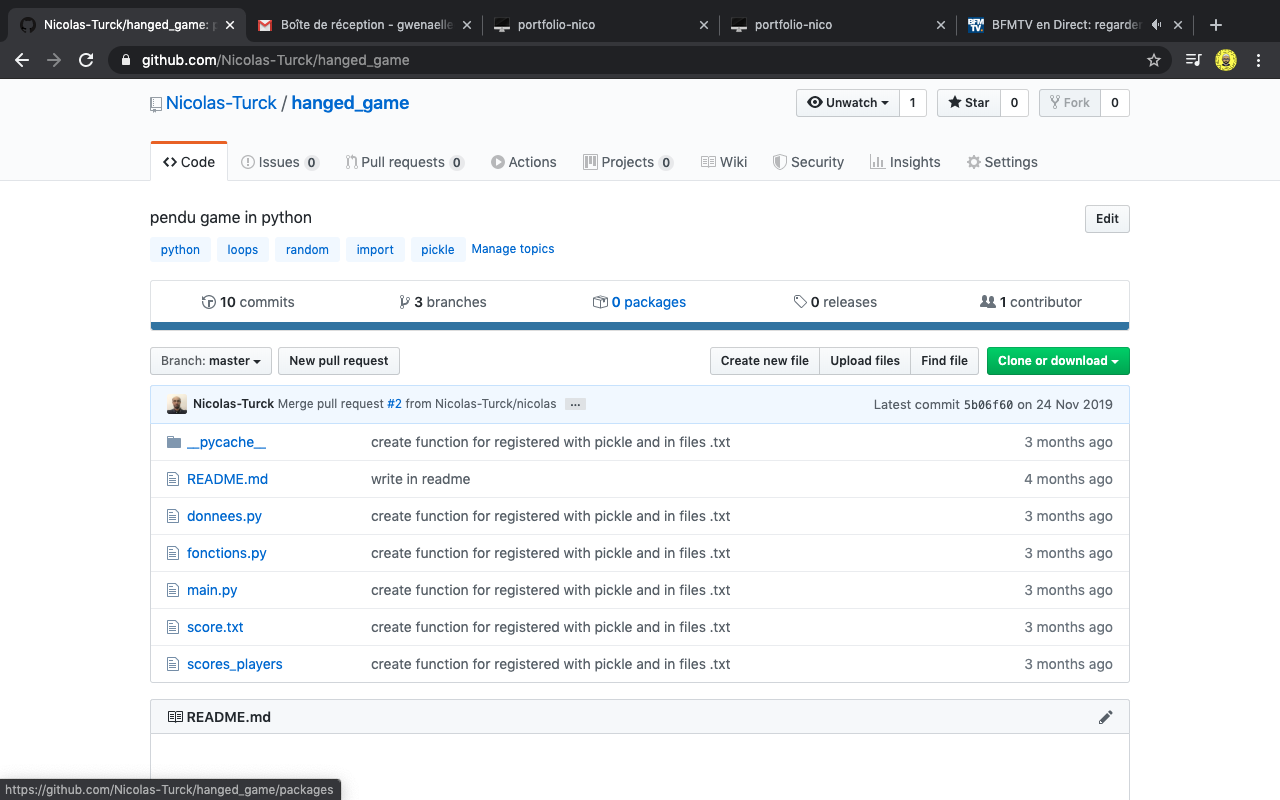 Nicolas-Turck/hanged_game: p
Boîte de réception - gwenaelle
portfolio-nico
portfolio-nico
BFM TV. BFMTV en Direct: regarder
github.com/Nicolas-Turck/hanged_game
Nicolas-Turck / hanged_game
Unwatch 1 Star 0 Fork 0
Code Issues 0 Pull requests 0 Actions Projects 0 Wiki Security Insights Settings
pendu game in python
Edit
python loops random import pickle Manage topics
10 commits 3 branches 0 packages 0 releases 1 contributor
Branch: master New pull request Create new file Upload files Find file Clone or download
Nicolas-Turck Merge pull request #2 from Nicolas-Turck/nicolas ... Latest commit 5b06f60 on 24 Nov 2019
__pycache__ create function for registered with pickle and in files .txt 3 months ago
README.md write in readme 4 months ago
donnees.py create function for registered with pickle and in files .txt 3 months ago
fonctions.py create function for registered with pickle and in files .txt 3 months ago
main.py create function for registered with pickle and in files .txt 3 months ago
score.txt create function for registered with pickle and in files .txt 3 months ago
scores_players create function for registered with pickle and in files .txt 3 months ago
README.md
https://github.com/Nicolas-Turck/hanged_game/packages